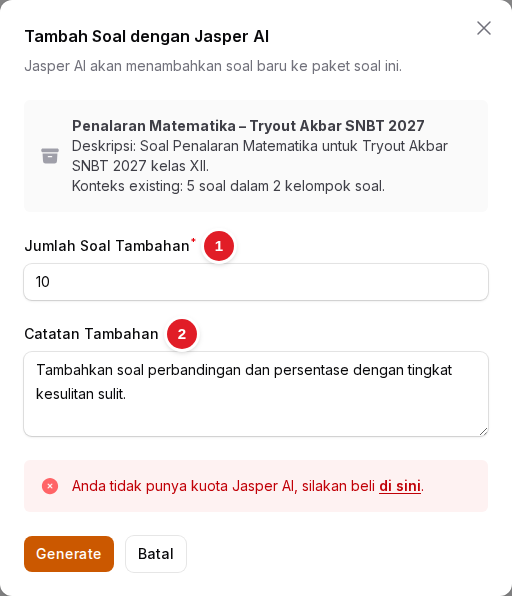 Tambah Soal dengan Jasper AI
Jasper AI akan menambahkan soal baru ke paket soal ini.
Penalaran Matematika – Tryout Akbar SNBT 2027
Deskripsi: Soal Penalaran Matematika untuk Tryout Akbar
SNBT 2027 kelas XII.
Konteks existing: 5 soal dalam 2 kelompok soal.
Jumlah Soal Tambahan* 1
10
Catatan Tambahan 2
Tambahkan soal perbandingan dan persentase dengan tingkat
kesulitan sulit.
Anda tidak punya kuota Jasper AI, silakan beli di sini.
Generate Batal